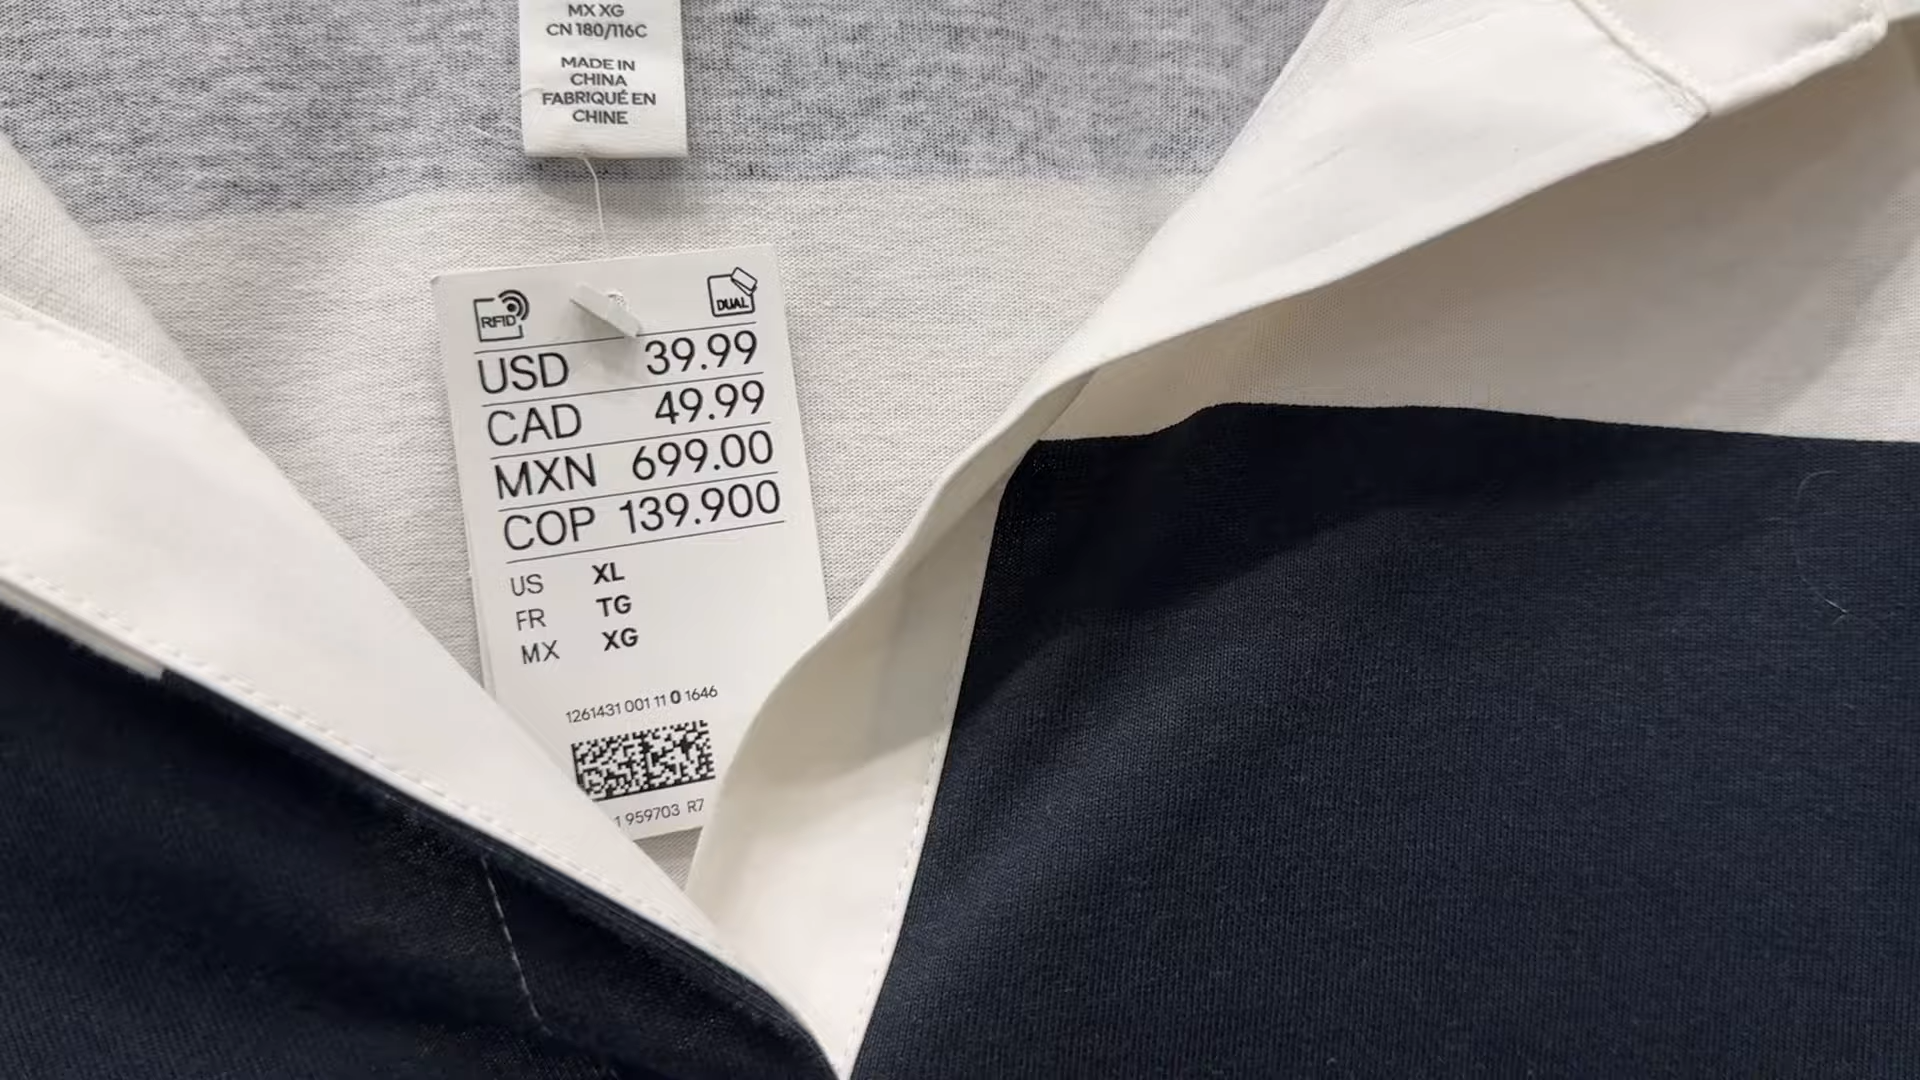 MX XG
CN 180/116C
MADE IN
CHINA
FABRIQUÉ EN
CHINE
RFID
DUAL
USD 39.99
CAD 49.99
MXN 699.00
COP 139.900
US XL
FR TG
MX XG
1261431 001 11 0 1646
1 959703 R7